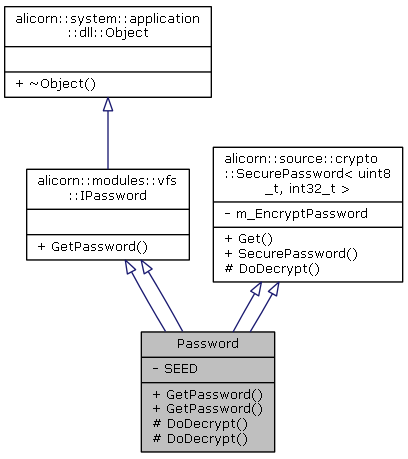 alicorn::system::application
::dll::Object
+ ~Object()
alicorn::modules::vfs
::IPassword
+ GetPassword()
alicorn::source::crypto
::SecurePassword< uint8
_t, int32_t >
- m_EncryptPassword
+ Get()
+ SecurePassword()
# DoDecrypt()
Password
- SEED
+ GetPassword()
+ GetPassword()
# DoDecrypt()
# DoDecrypt()